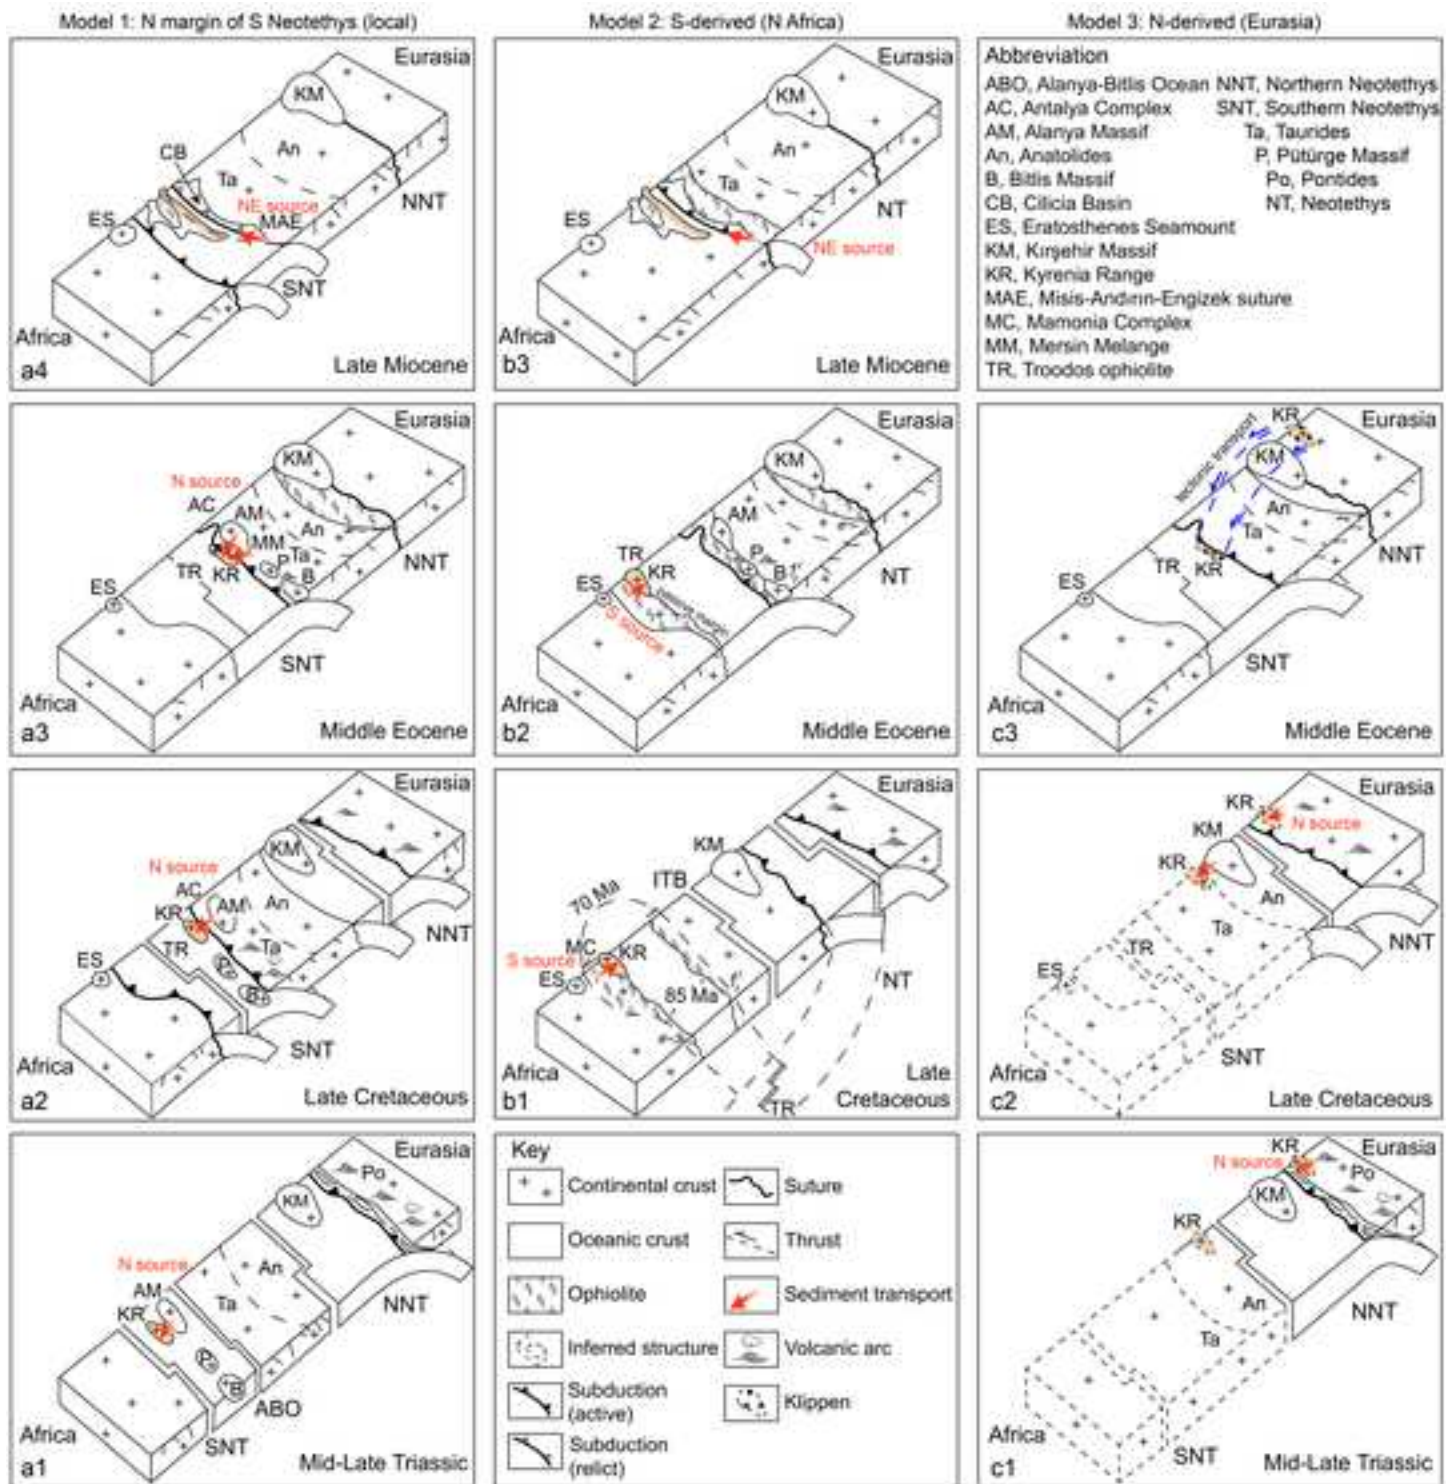 Model 1: N margin of S Neotethys (local)
Model 2: S-derived (N Africa)
Model 3: N-derived (Eurasia)
Eurasia
KM
An
CB
Ta
NE source
MAE
NNT
ES
SNT
Africa
a4
Late Miocene
Eurasia
KM
An
Ta
NT
ES
NE source
Africa
b3
Late Miocene
Abbreviation
ABO, Alanya-Bitlis Ocean
AC, Antalya Complex
AM, Alanya Massif
An, Anatolides
B, Bitlis Massif
CB, Cilicia Basin
ES, Eratosthenes Seamount
KM, Kırşehir Massif
KR, Kyrenia Range
MAE, Misis-Andırın-Engizek suture
MC, Mamonia Complex
MM, Mersin Melange
TR, Troodos ophiolite
NNT, Northern Neotethys
SNT, Southern Neotethys
Ta, Taurides
P, Pütürge Massif
Po, Pontides
NT, Neotethys
Eurasia
KM
N source
AC
AM
An
MM
Ta
P
B
TR
KR
NNT
ES
SNT
Africa
a3
Middle Eocene
Eurasia
KM
AM
P
B
TR
KR
NT
ES
S source
passive margin
Africa
b2
Middle Eocene
KR
Eurasia
tectonic transport
KM
An
Ta
NNT
TR
KR
ES
SNT
Africa
c3
Middle Eocene
Eurasia
KM
N source
AC
KR
AM
An
Ta
TR
NNT
ES
P
B
SNT
Africa
a2
Late Cretaceous
Eurasia
KM
ITB
70 Ma
MC
KR
S source
ES
85 Ma
NT
Africa
TR
b1
Late
Cretaceous
Eurasia
KR
N source
KM
KR
An
Ta
NNT
TR
ES
SNT
Africa
c2
Late Cretaceous
Eurasia
Po
KM
N source
An
AM
Ta
KR
NNT
P
B
ABO
Africa
SNT
a1
Mid-Late Triassic
Key
Continental crust
Oceanic crust
Ophiolite
Inferred structure
Subduction
(active)
Subduction
(relict)
Suture
Thrust
Sediment transport
Volcanic arc
Klippen
KR
Eurasia
N source
Po
KM
KR
NNT
An
Ta
Africa
SNT
c1
Mid-Late Triassic